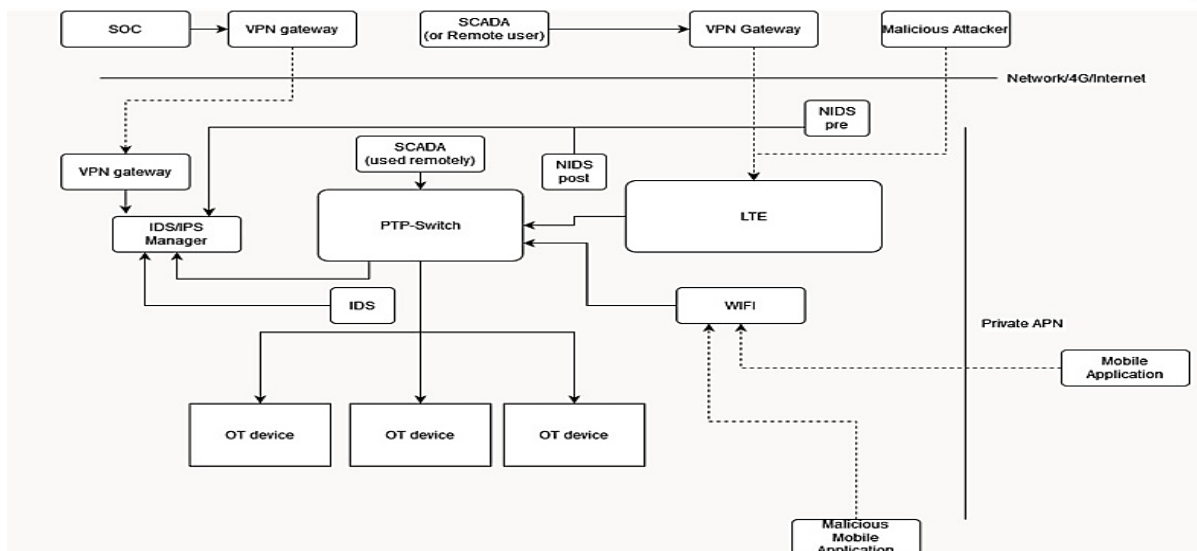 SOC
VPN gateway
SCADA
(or Remote user)
VPN Gateway
Malicious Attacker
Network/4G/Internet
NIDS
pre
SCADA
(used remotely)
NIDS
post
VPN gateway
IDS/IPS
Manager
PTP-Switch
LTE
IDS
WIFI
Private APN
Mobile
Application
OT device
OT device
OT device
Malicious
Mobile
Application